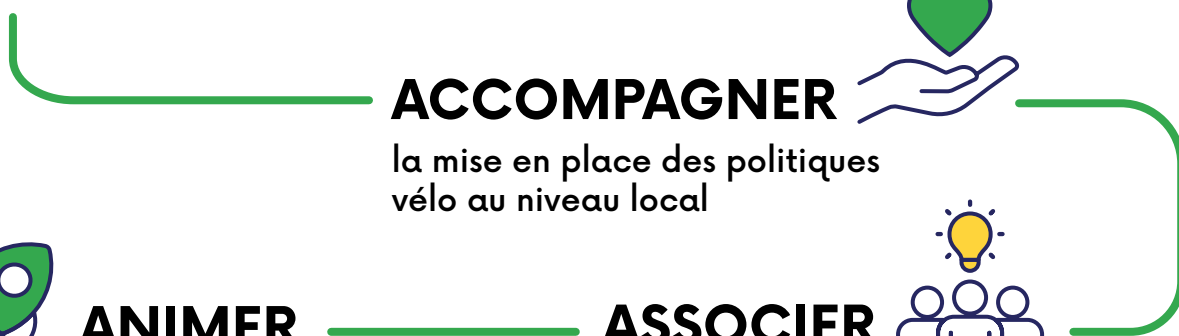 ACCOMPAGNER
la mise en place des politiques
vélo au niveau local
ANIMER
ASSOCIER